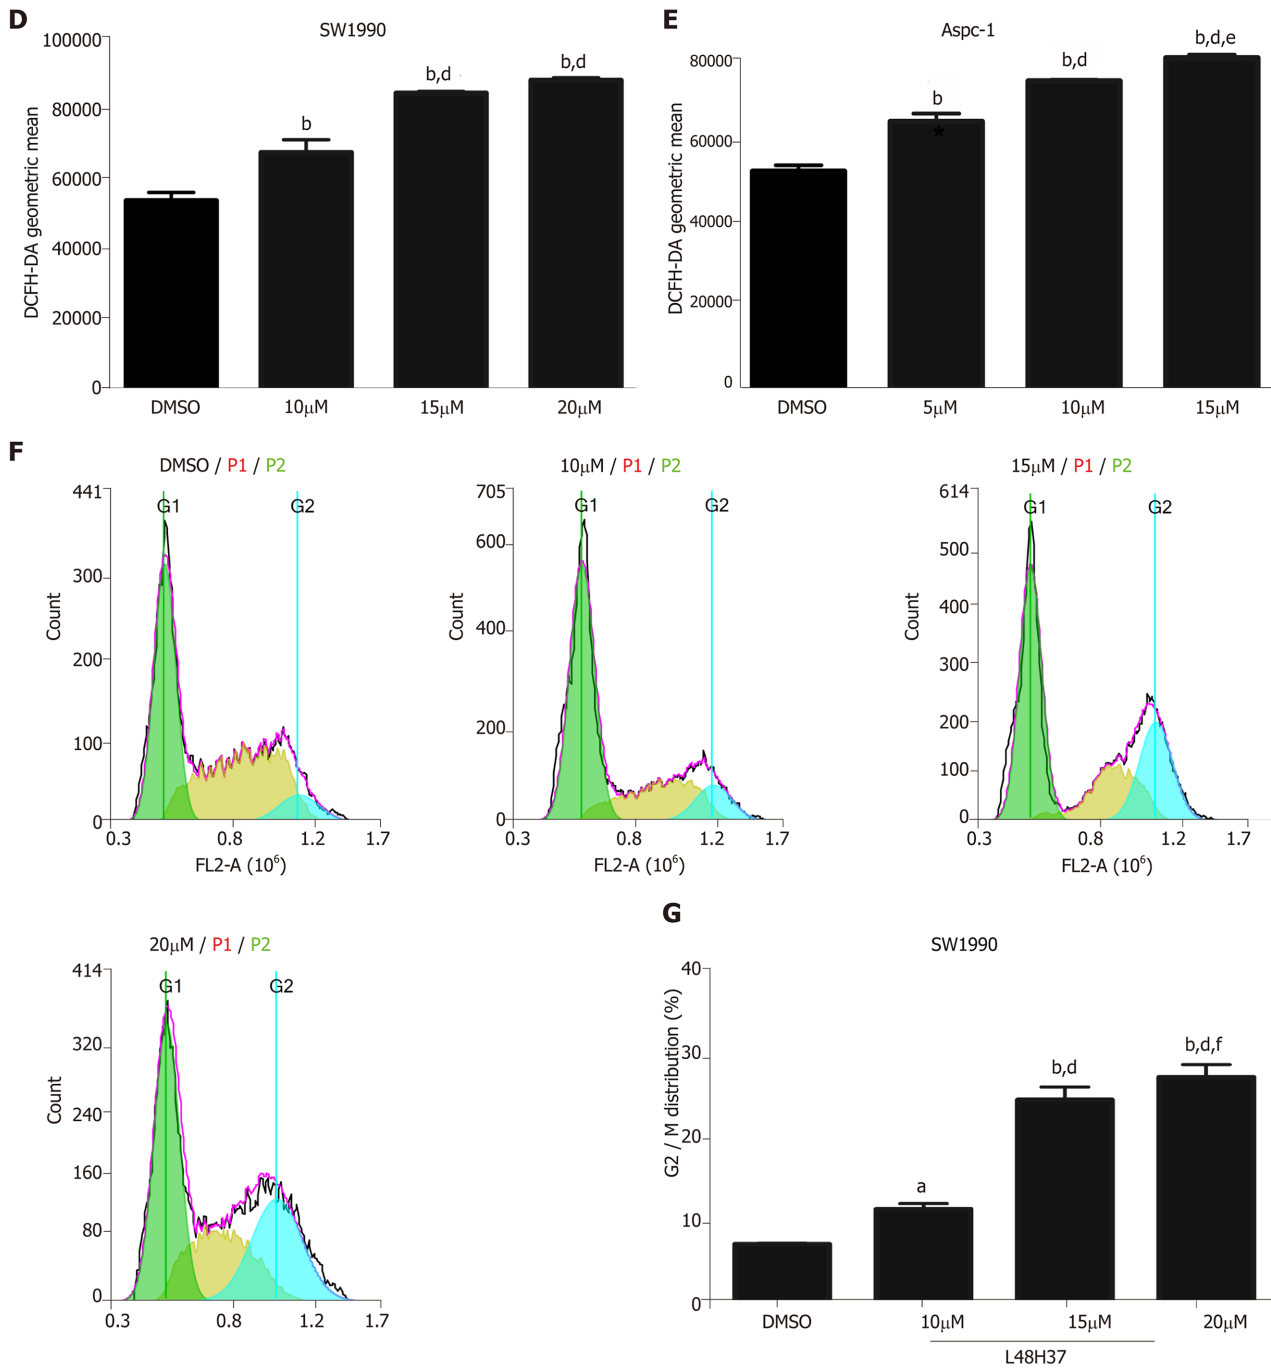 D
SW1990
DCFH-DA geometric mean
100000
80000
60000
40000
20000
0
b
b,d
b,d
DMSO
10μM
15μM
20μM
E
Aspc-1
DCFH-DA geometric mean
80000
60000
40000
20000
0
b
*
b,d
b,d,e
DMSO
5μM
10μM
15μM
F
DMSO / P1 / P2
441
300
200
100
0
Count
G1
G2
0.3
0.8
1.2
1.7
FL2-A (10⁶)
10μM / P1 / P2
705
600
400
200
0
Count
G1
G2
0.3
0.8
1.2
1.7
FL2-A (10⁶)
15μM / P1 / P2
614
500
400
300
200
100
0
Count
G1
G2
0.3
0.8
1.2
1.7
FL2-A (10⁶)
20μM / P1 / P2
414
320
240
160
80
0
Count
G1
G2
0.3
0.8
1.2
1.7
G
SW1990
G2 / M distribution (%)
40
30
20
10
0
a
b,d
b,d,f
DMSO
10μM
15μM
20μM
L48H37